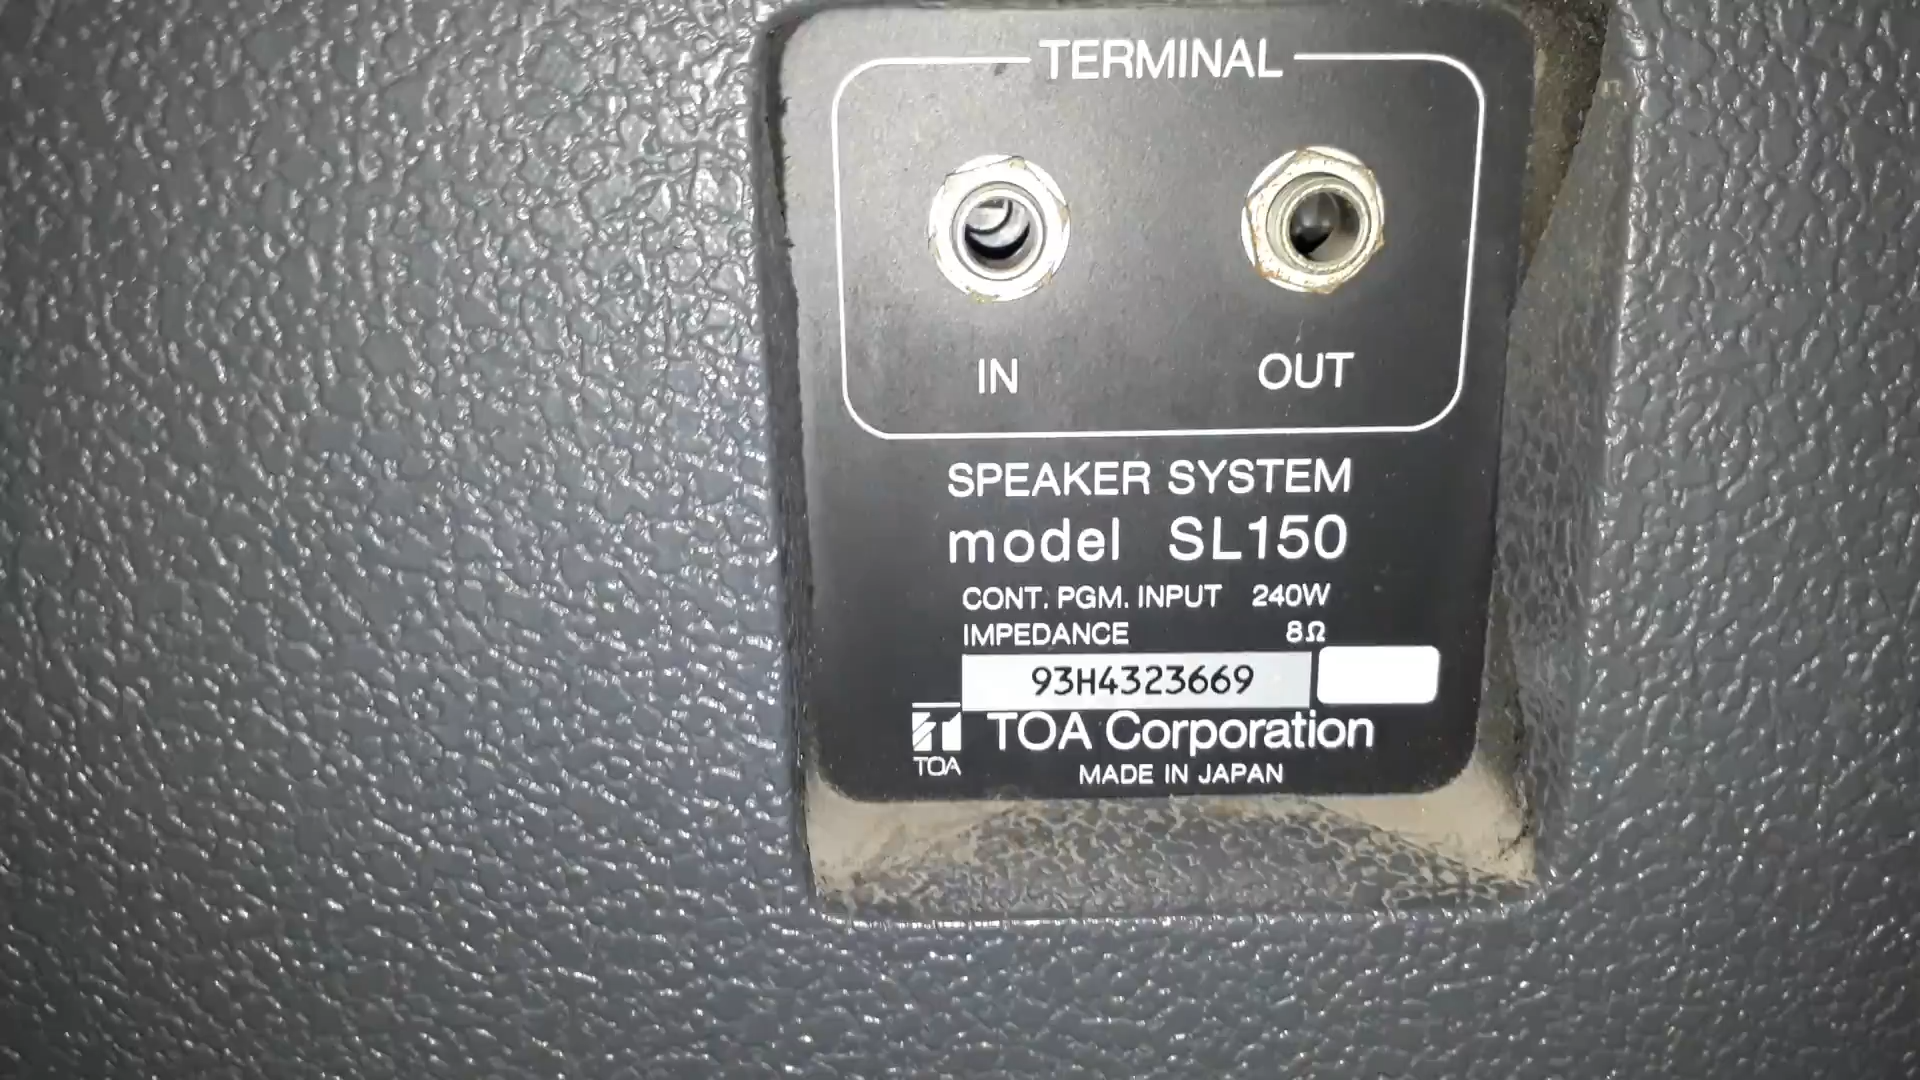 TERMINAL
IN OUT
SPEAKER SYSTEM
model SL150
CONT. PGM. INPUT 240W
IMPEDANCE 8Ω
93H4323669
TOA Corporation
TOA
MADE IN JAPAN